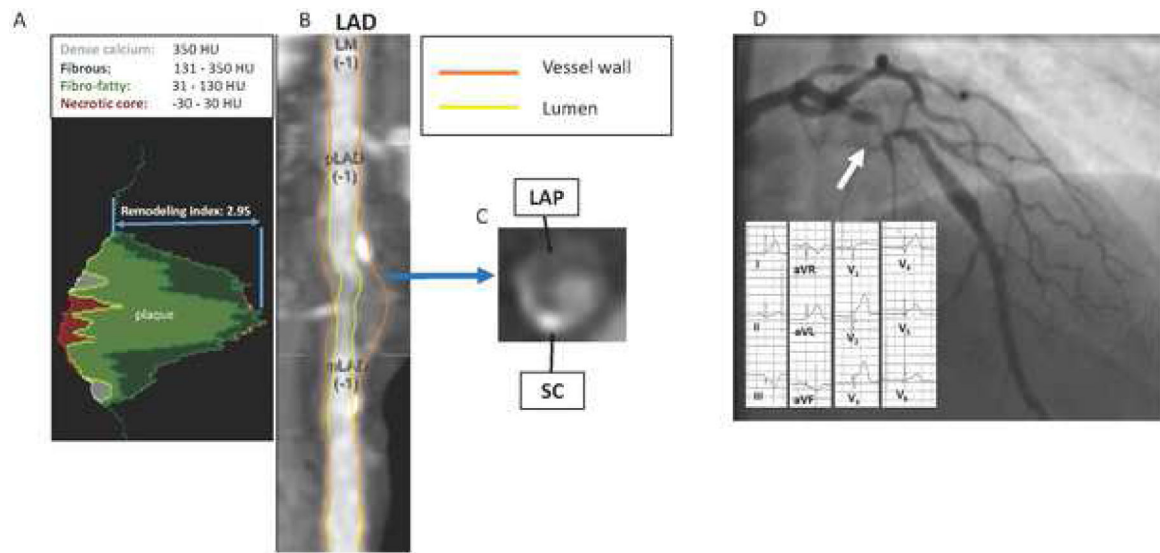 A
Dense calcium: 350 HU
Fibrous: 131 - 350 HU
Fibro-fatty: 31 - 130 HU
Necrotic core: -30 - 30 HU
Remodeling index: 2.95
plaque
B
LAD
LM
(-1)
pLAD
(-1)
mLAD
(-1)
Vessel wall
Lumen
C
LAP
SC
D
I
aVR
V4
II
aVL
V2
V5
III
aVF
V3
V6